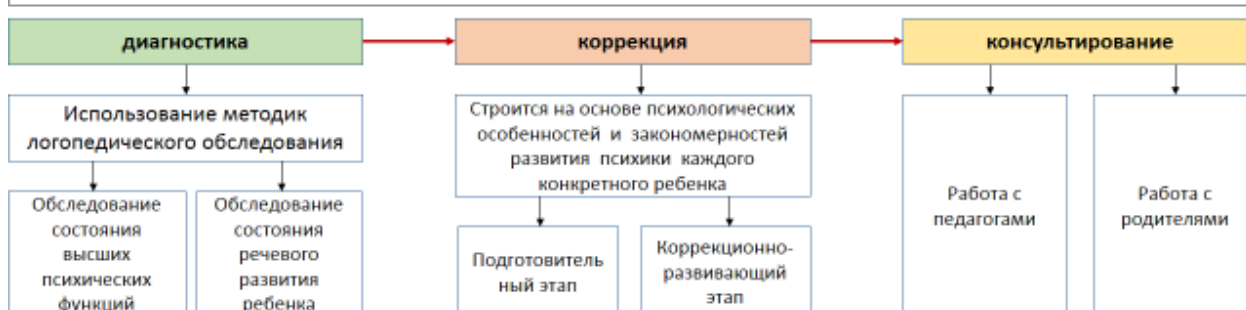 диагностика
коррекция
консультирование
Использование методик
логопедического обследования
Строится на основе психологических
особенностей и закономерностей
развития психики каждого
конкретного ребенка
Обследование
состояния
высших
психических
функций
Обследование
состояния
речевого
развития
ребенка
Подготовитель
ный этап
Коррекционно-
развивающий
этап
Работа с
педагогами
Работа с
родителями